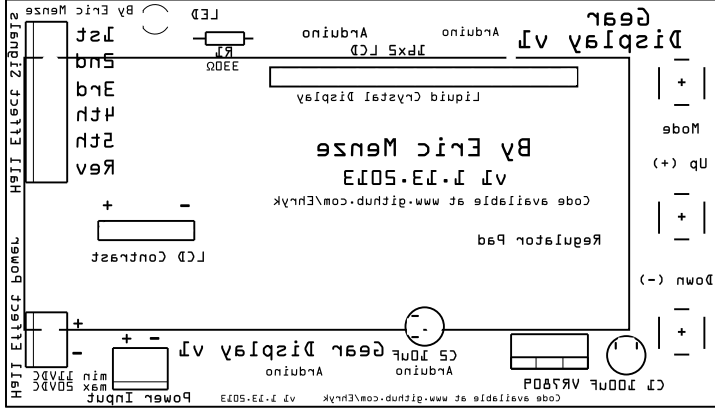 Hall Effect Signals
By Eric Menze
1st
2nd
3rd
4th
5th
Rev
LED
R1
330Ω
Arduino
Arduino
16x2 LCD
Liquid Crystal Display
Gear
Display v1
Mode
Up (+)
Down (-)
By Eric Menze
v1 1.13.2013
Code available at www.github.com/Ehryk
Regulator Pad
+ -
LCD Contrast
Hall Effect Power
+
-
min 11VDC
max 20VDC
+ -
Power Input
Gear Display v1
Arduino
C2 10uF
Arduino
VR7809
C1 100uF
v1 1.13.2013
Code available at www.github.com/Ehryk